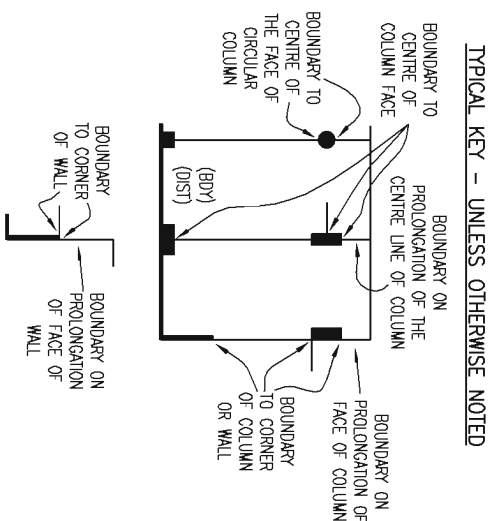 TYPICAL KEY - UNLESS OTHERWISE NOTED
BOUNDARY TO
CENTRE OF
COLUMN FACE
BOUNDARY TO
CENTRE OF
THE FACE OF
CIRCULAR
COLUMN
BOUNDARY ON
PROLONGATION OF THE
CENTRE LINE OF COLUMN
BOUNDARY ON
PROLONGATION OF
FACE OF COLUMN
(BDY)
(DIST)
BOUNDARY
TO CORNER
OF COLUMN
OR WALL
BOUNDARY
TO CORNER
OF WALL
BOUNDARY ON
PROLONGATION
OF FACE OF
WALL